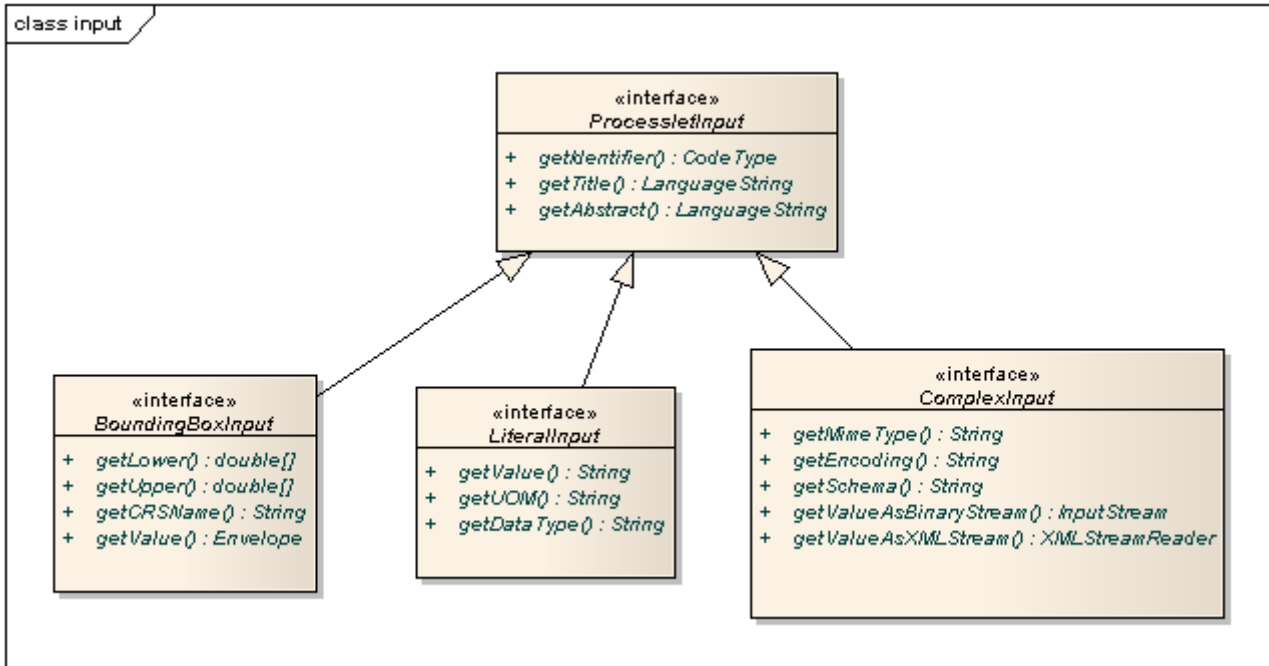 class input
«interface»
ProcessletInput
+ getIdentifier() : CodeType
+ getTitle() : LanguageString
+ getAbstract() : LanguageString
«interface»
BoundingBoxInput
+ getLower() : double[]
+ getUpper() : double[]
+ getCRSName() : String
+ getValue() : Envelope
«interface»
LiteralInput
+ getValue() : String
+ getUOM() : String
+ getDataType() : String
«interface»
ComplexInput
+ getMimeType() : String
+ getEncoding() : String
+ getSchema() : String
+ getValueAsBinaryStream() : InputStream
+ getValueAsXMLStream() : XMLStreamReader